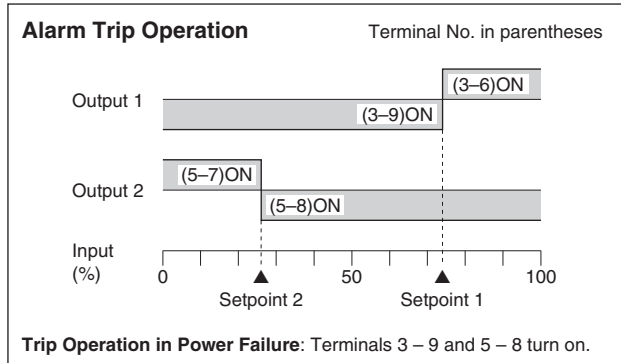 Alarm Trip Operation
Terminal No. in parentheses
Output 1
(3–6)ON
(3–9)ON
Output 2
(5–7)ON
(5–8)ON
Input
(%)
0
50
100
Setpoint 2
Setpoint 1
Trip Operation in Power Failure: Terminals 3 – 9 and 5 – 8 turn on.